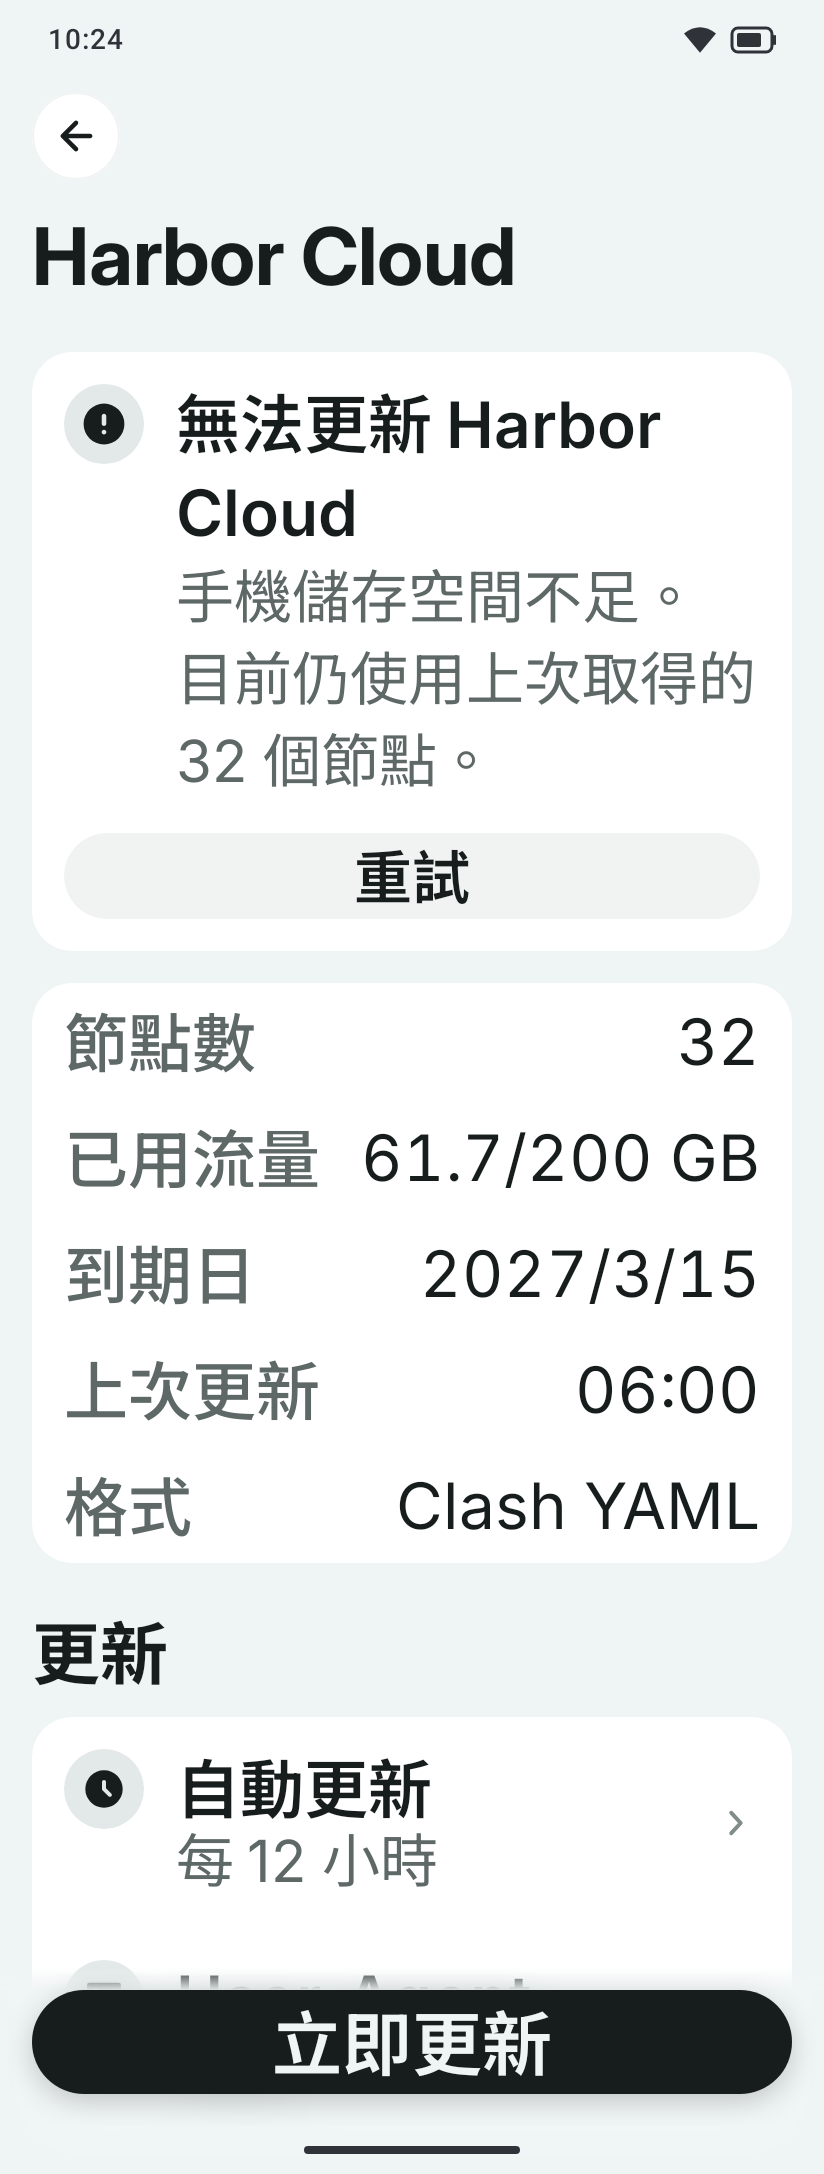 10:24
Harbor Cloud
無法更新 Harbor
Cloud
手機儲存空間不足。
目前仍使用上次取得的
32 個節點。
重試
節點數 32
已用流量 61.7/200 GB
到期日 2027/3/15
上次更新 06:00
格式 Clash YAML
更新
自動更新
每 12 小時
User Agent
立即更新